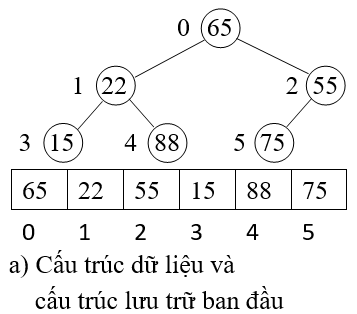 0 65
1 22 2 55
3 15 4 88 5 75
65 22 55 15 88 75
0 1 2 3 4 5
a) Cấu trúc dữ liệu và
cấu trúc lưu trữ ban đầu